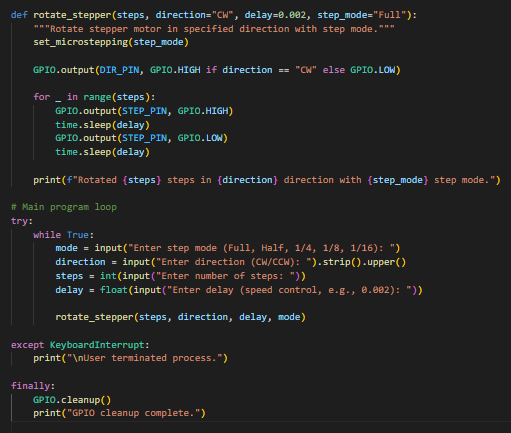 def rotate_stepper(steps, direction="CW", delay=0.002, step_mode="Full"):
    """Rotate stepper motor in specified direction with step mode."""
    set_microstepping(step_mode)

    GPIO.output(DIR_PIN, GPIO.HIGH if direction == "CW" else GPIO.LOW)

    for _ in range(steps):
        GPIO.output(STEP_PIN, GPIO.HIGH)
        time.sleep(delay)
        GPIO.output(STEP_PIN, GPIO.LOW)
        time.sleep(delay)

    print(f"Rotated {steps} steps in {direction} direction with {step_mode} step mode.")

# Main program loop
try:
    while True:
        mode = input("Enter step mode (Full, Half, 1/4, 1/8, 1/16): ")
        direction = input("Enter direction (CW/CCW): ").strip().upper()
        steps = int(input("Enter number of steps: "))
        delay = float(input("Enter delay (speed control, e.g., 0.002): "))

        rotate_stepper(steps, direction, delay, mode)

except KeyboardInterrupt:
    print("\nUser terminated process.")

finally:
    GPIO.cleanup()
    print("GPIO cleanup complete.")